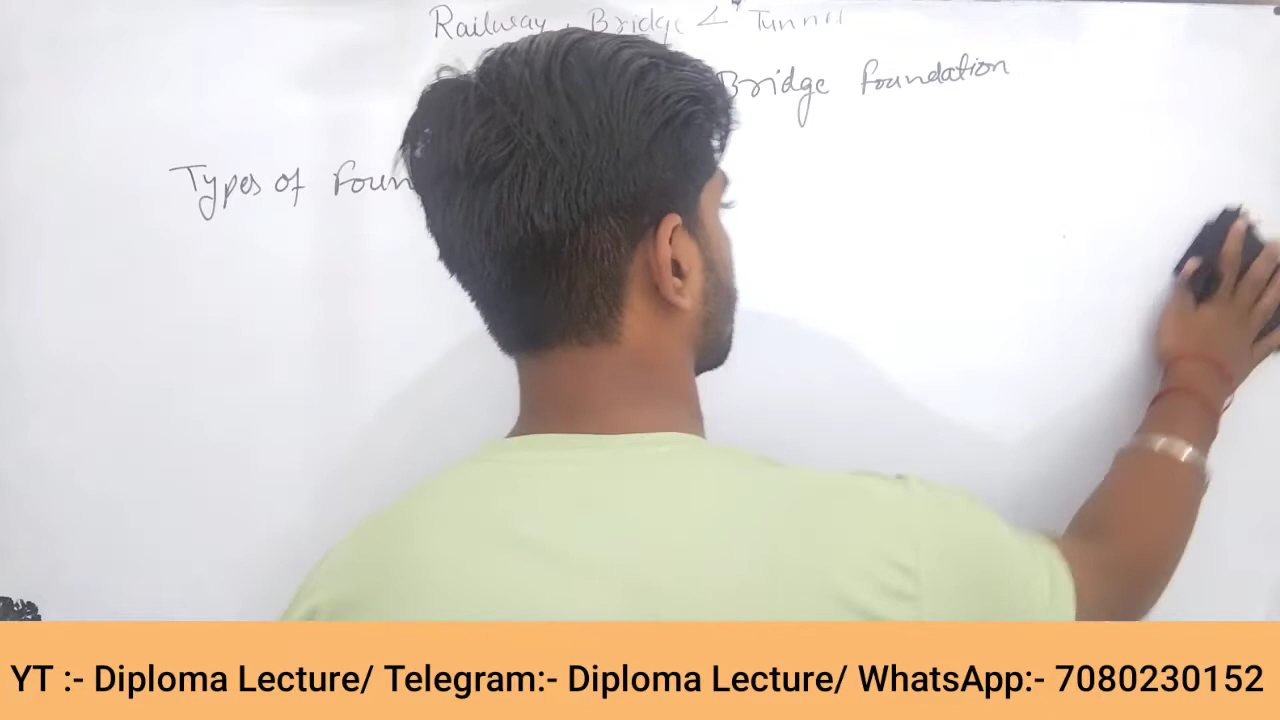 Railway, Bridge & Tunnel
Bridge Foundation
Types of Foun
YT :- Diploma Lecture/ Telegram:- Diploma Lecture/ WhatsApp:- 7080230152